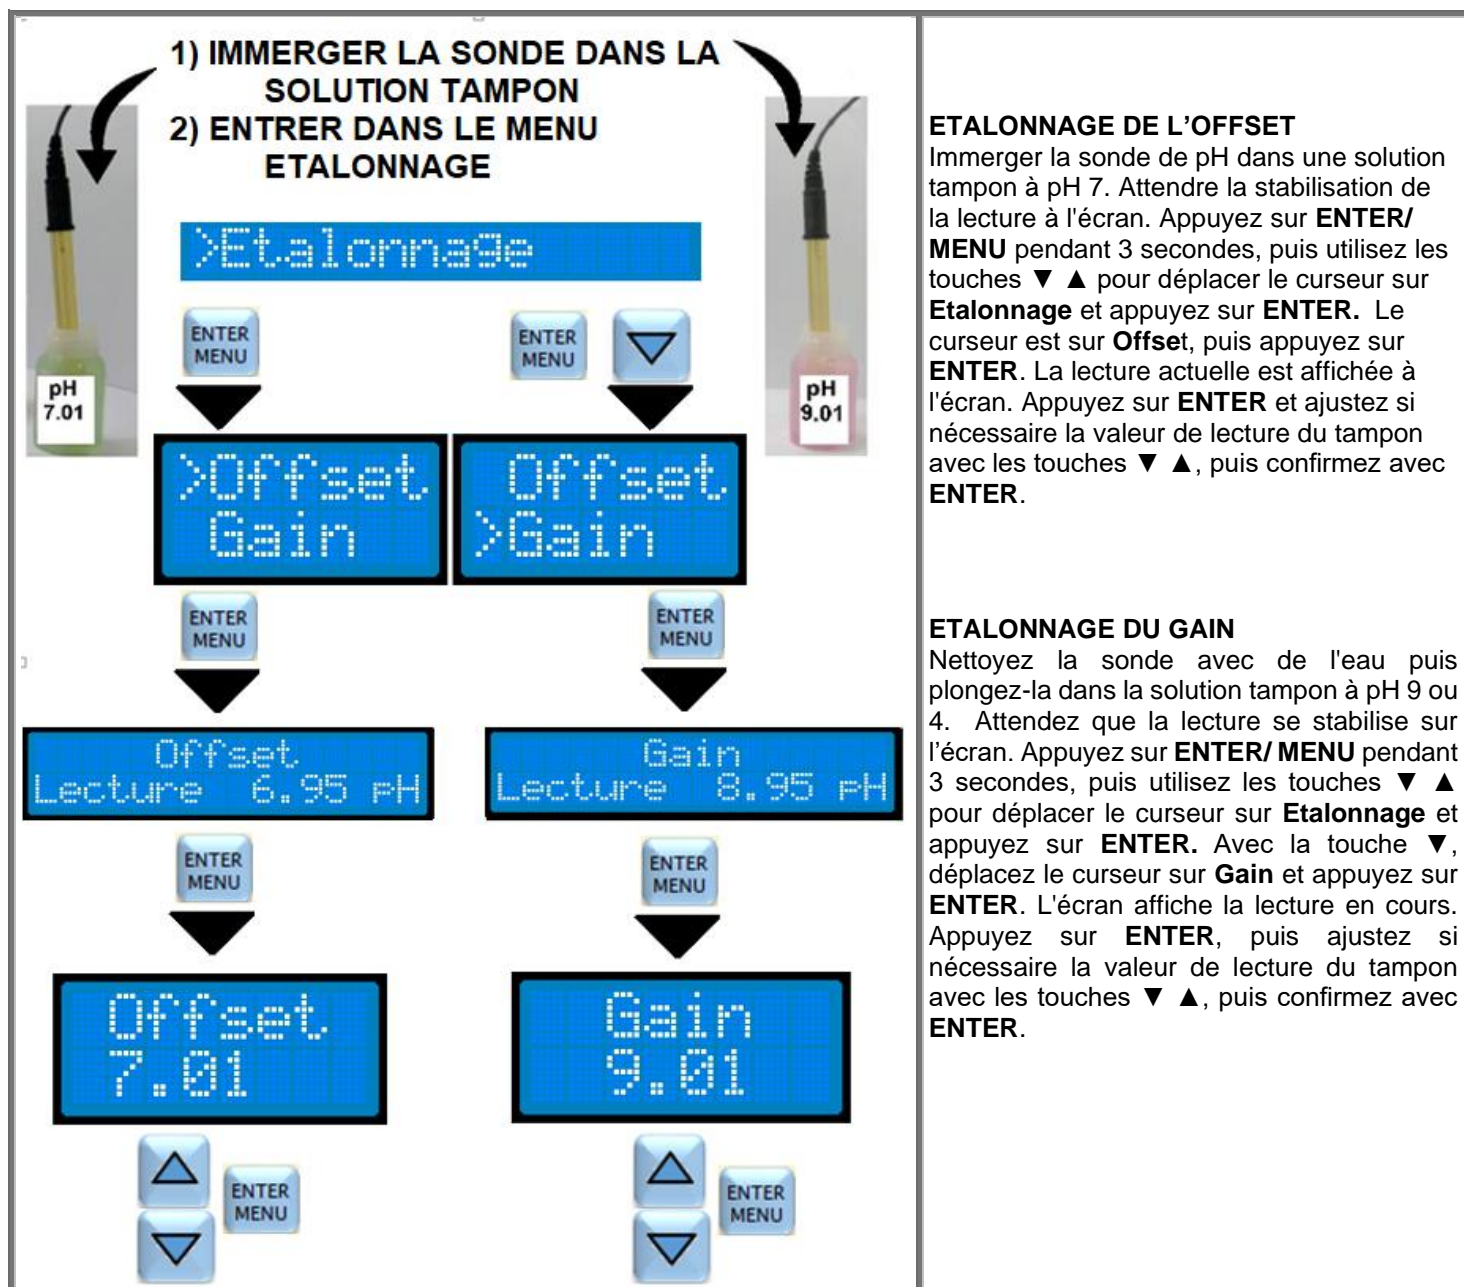 1) IMMERGER LA SONDE DANS LA
SOLUTION TAMPON
2) ENTRER DANS LE MENU
ETALONNAGE
pH
7.01
pH
9.01
>Etalonnage
ENTER
MENU
ENTER
MENU
>Offset
Gain
Offset
>Gain
ENTER
MENU
ENTER
MENU
Offset
Lecture 6.95 pH
Gain
Lecture 8.95 pH
ENTER
MENU
ENTER
MENU
Offset
7.01
Gain
9.01
ENTER
MENU
ENTER
MENU
ETALONNAGE DE L’OFFSET
Immerger la sonde de pH dans une solution
tampon à pH 7. Attendre la stabilisation de
la lecture à l'écran. Appuyez sur ENTER/
MENU pendant 3 secondes, puis utilisez les
touches ▼ ▲ pour déplacer le curseur sur
Etalonnage et appuyez sur ENTER. Le
curseur est sur Offset, puis appuyez sur
ENTER. La lecture actuelle est affichée à
l'écran. Appuyez sur ENTER et ajustez si
nécessaire la valeur de lecture du tampon
avec les touches ▼ ▲, puis confirmez avec
ENTER.
ETALONNAGE DU GAIN
Nettoyez la sonde avec de l'eau puis
plongez-la dans la solution tampon à pH 9 ou
4. Attendez que la lecture se stabilise sur
l’écran. Appuyez sur ENTER/ MENU pendant
3 secondes, puis utilisez les touches ▼ ▲
pour déplacer le curseur sur Etalonnage et
appuyez sur ENTER. Avec la touche ▼,
déplacez le curseur sur Gain et appuyez sur
ENTER. L'écran affiche la lecture en cours.
Appuyez sur ENTER, puis ajustez si
nécessaire la valeur de lecture du tampon
avec les touches ▼ ▲, puis confirmez avec
ENTER.